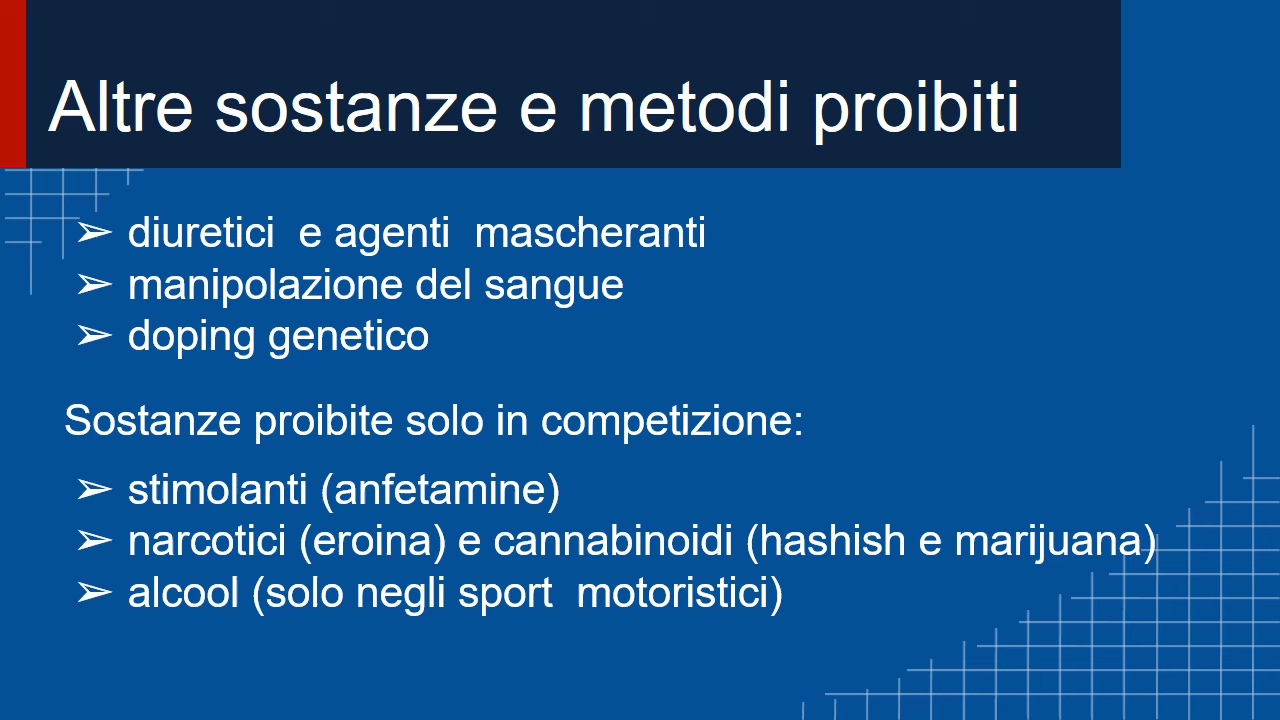 Altre sostanze e metodi proibiti
➢ diuretici  e agenti  mascheranti
➢ manipolazione del sangue
➢ doping genetico
Sostanze proibite solo in competizione:
➢ stimolanti (anfetamine)
➢ narcotici (eroina) e cannabinoidi (hashish e marijuana)
➢ alcool (solo negli sport  motoristici)